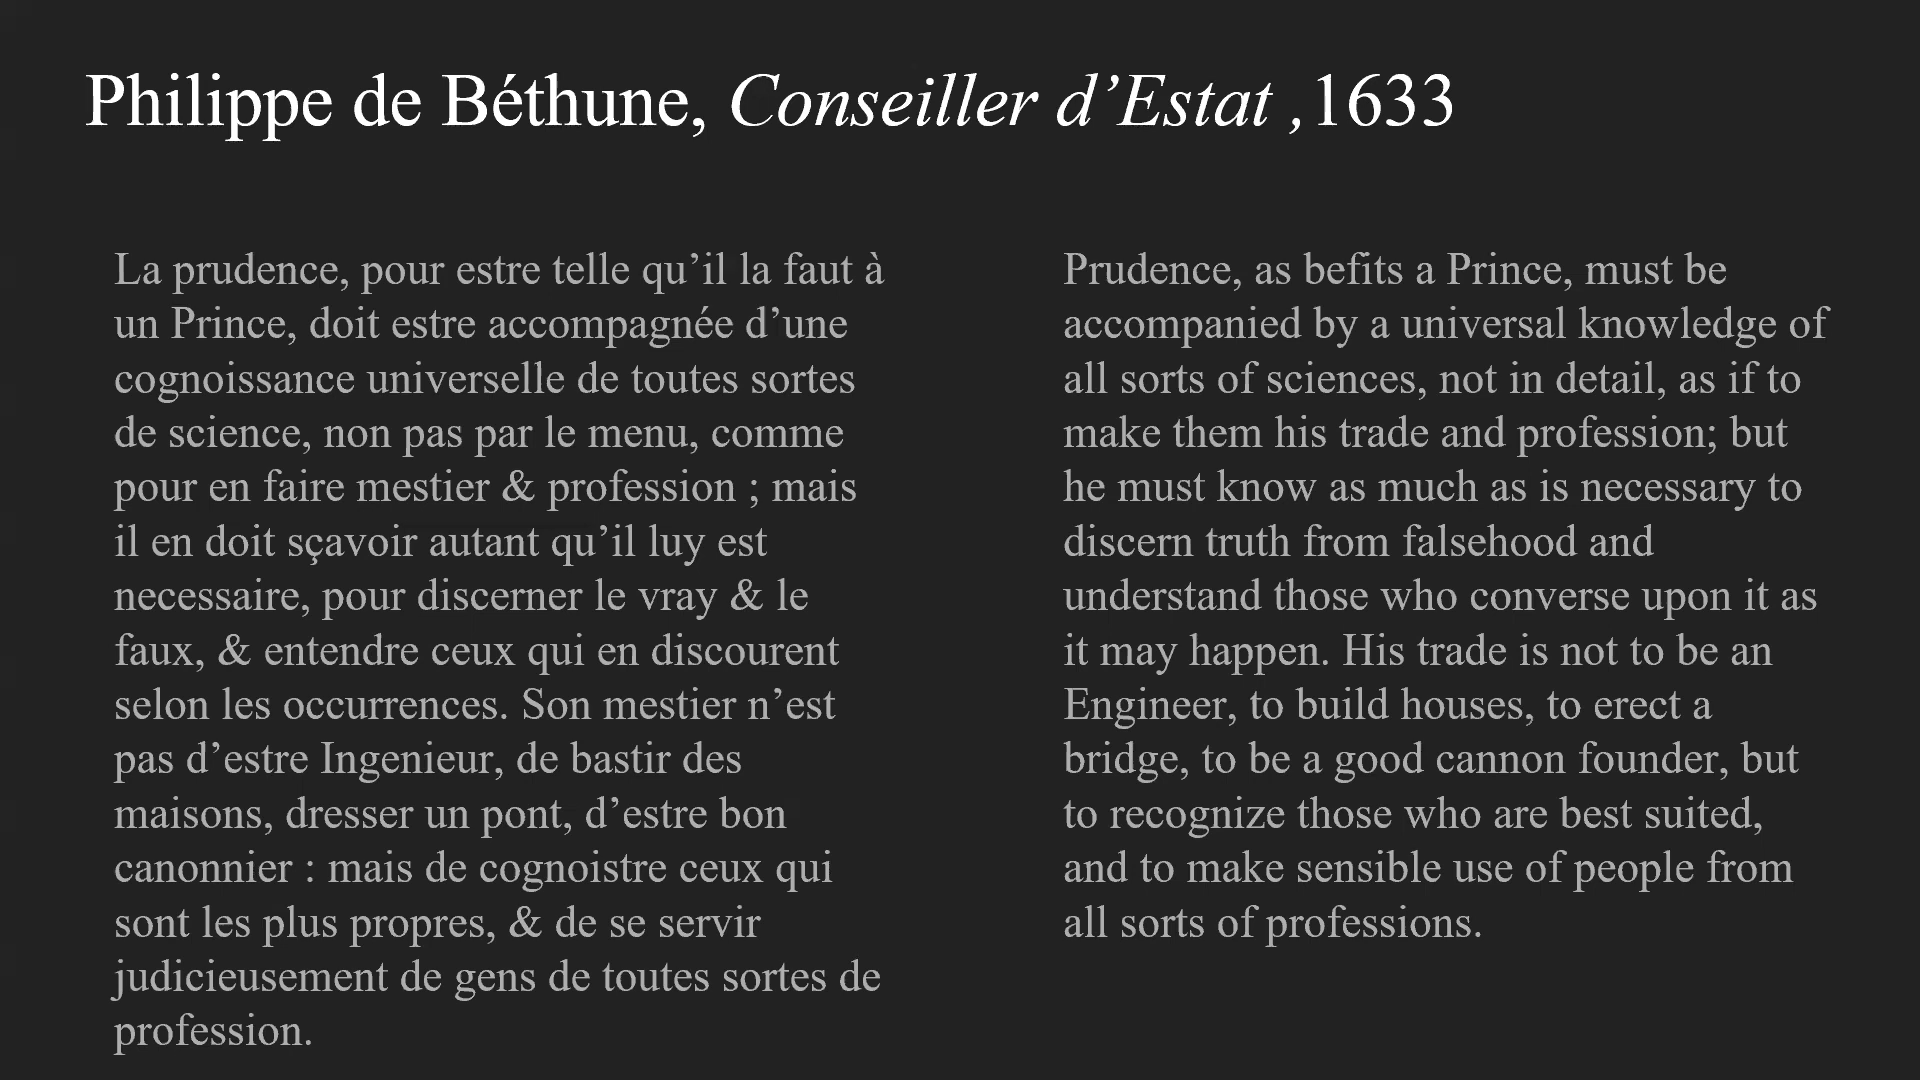 Philippe de Béthune, Conseiller d’Estat ,1633
La prudence, pour estre telle qu’il la faut à
un Prince, doit estre accompagnée d’une
cognoissance universelle de toutes sortes
de science, non pas par le menu, comme
pour en faire mestier & profession ; mais
il en doit sçavoir autant qu’il luy est
necessaire, pour discerner le vray & le
faux, & entendre ceux qui en discourent
selon les occurrences. Son mestier n’est
pas d’estre Ingenieur, de bastir des
maisons, dresser un pont, d’estre bon
canonnier : mais de cognoistre ceux qui
sont les plus propres, & de se servir
judicieusement de gens de toutes sortes de
profession.
Prudence, as befits a Prince, must be
accompanied by a universal knowledge of
all sorts of sciences, not in detail, as if to
make them his trade and profession; but
he must know as much as is necessary to
discern truth from falsehood and
understand those who converse upon it as
it may happen. His trade is not to be an
Engineer, to build houses, to erect a
bridge, to be a good cannon founder, but
to recognize those who are best suited,
and to make sensible use of people from
all sorts of professions.